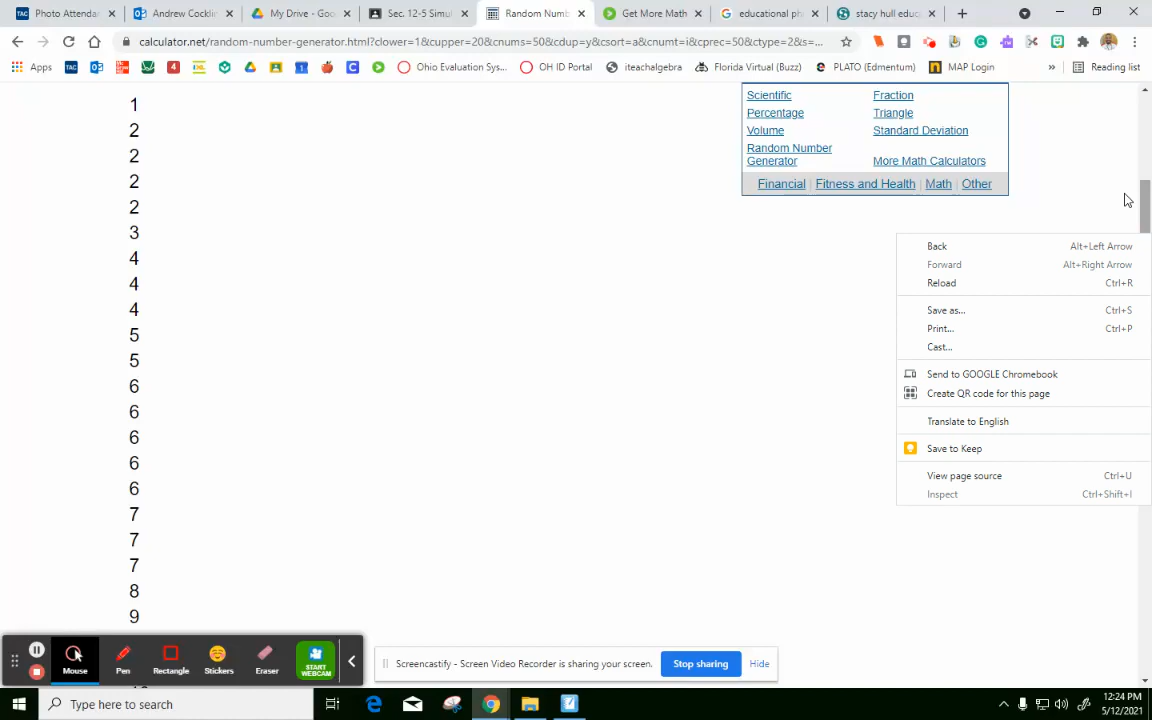 Photo Attendan
Andrew Cocklin
My Drive - Goo
Sec. 12-5 Simul
Random Numb
Get More Math
educational ph
stacy hull educ
calculator.net/random-number-generator.html?clower=1&cupper=20&cnums=50&cdup=y&csort=a&cnumt=i&cprec=50&ctype=2&s=...
Apps
Ohio Evaluation Sys...
OH ID Portal
iteachalgebra
Florida Virtual (Buzz)
PLATO (Edmentum)
MAP Login
»
Reading list
Scientific Fraction
Percentage Triangle
Volume Standard Deviation
Random Number
Generator More Math Calculators
Financial | Fitness and Health | Math | Other
1
2
2
2
2
3
4
4
4
5
5
6
6
6
6
6
7
7
7
8
9
Back Alt+Left Arrow
Forward Alt+Right Arrow
Reload Ctrl+R
Save as... Ctrl+S
Print... Ctrl+P
Cast...
Send to GOOGLE Chromebook
Create QR code for this page
Translate to English
Save to Keep
View page source Ctrl+U
Inspect Ctrl+Shift+I
Mouse
Pen
Rectangle
Stickers
Eraser
START
WEBCAM
Screencastify - Screen Video Recorder is sharing your screen.
Stop sharing
Hide
Type here to search
12:24 PM
5/12/2021